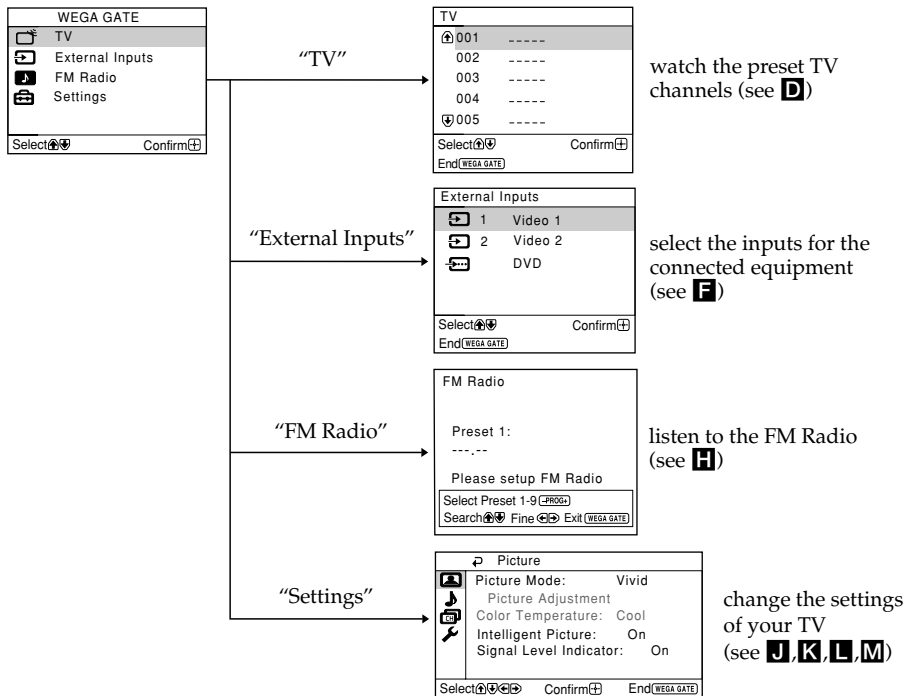 WEGA GATE
TV
External Inputs
FM Radio
Settings
Select Confirm
"TV"
TV
001 -----
002 -----
003 -----
004 -----
005 -----
Select Confirm
End WEGA GATE
watch the preset TV
channels (see D)
"External Inputs"
External Inputs
1 Video 1
2 Video 2
DVD
Select Confirm
End WEGA GATE
select the inputs for the
connected equipment
(see F)
"FM Radio"
FM Radio
Preset 1:
---.--
Please setup FM Radio
Select Preset 1-9 -PROG+
Search Fine Exit WEGA GATE
listen to the FM Radio
(see H)
"Settings"
Picture
Picture Mode: Vivid
Picture Adjustment
Color Temperature: Cool
CH
Intelligent Picture: On
Signal Level Indicator: On
Select Confirm End WEGA GATE
change the settings
of your TV
(see J,K,L,M)